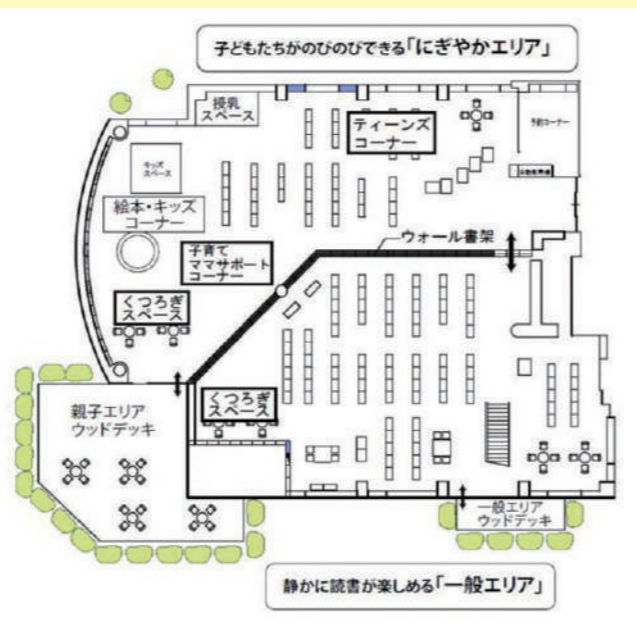 子どもたちがのびのびできる「にぎやかエリア」
授乳
スペース
ティーンズ
コーナー
予約コーナー
キッズ
スペース
絵本・キッズ
コーナー
ウォール書架
子育て
ママサポート
コーナー
くつろぎ
スペース
くつろぎ
スペース
親子エリア
ウッドデッキ
一般エリア
ウッドデッキ
静かに読書が楽しめる「一般エリア」